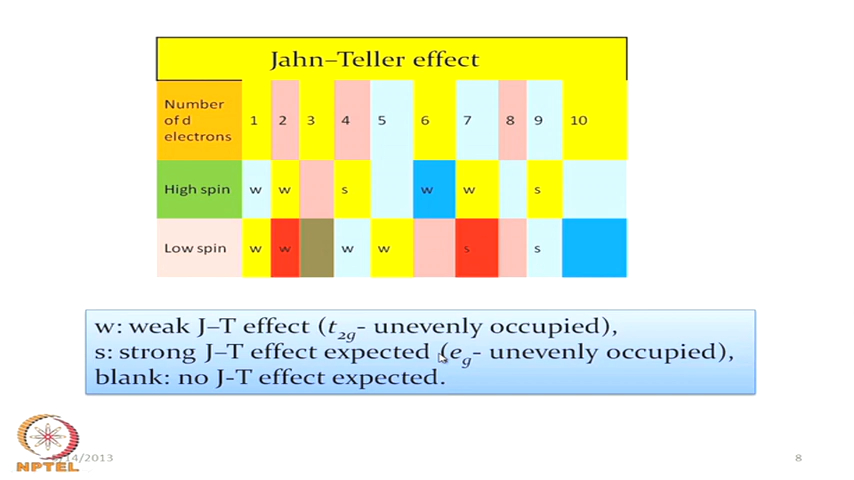 Jahn–Teller effect
Number of d electrons 1 2 3 4 5 6 7 8 9 10
High spin w w s w w s
Low spin w w w w s s
w: weak J–T effect (t2g- unevenly occupied),
s: strong J–T effect expected (eg- unevenly occupied),
blank: no J-T effect expected.
/14/2013
NPTEL
8